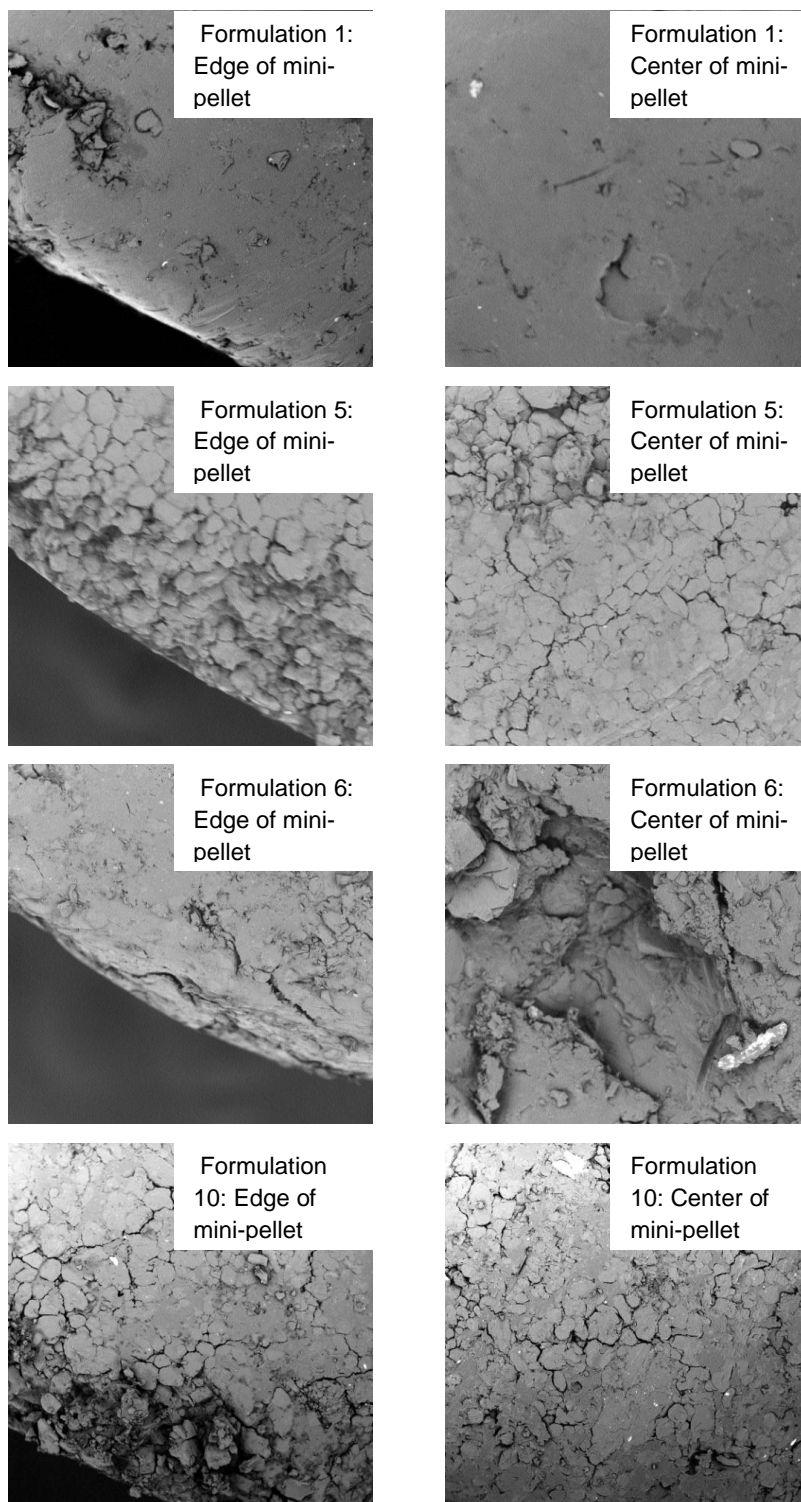 Formulation 1:
Edge of mini-
pellet
Formulation 1:
Center of mini-
pellet
Formulation 5:
Edge of mini-
pellet
Formulation 5:
Center of mini-
pellet
Formulation 6:
Edge of mini-
pellet
Formulation 6:
Center of mini-
pellet
Formulation
10: Edge of
mini-pellet
Formulation
10: Center of
mini-pellet